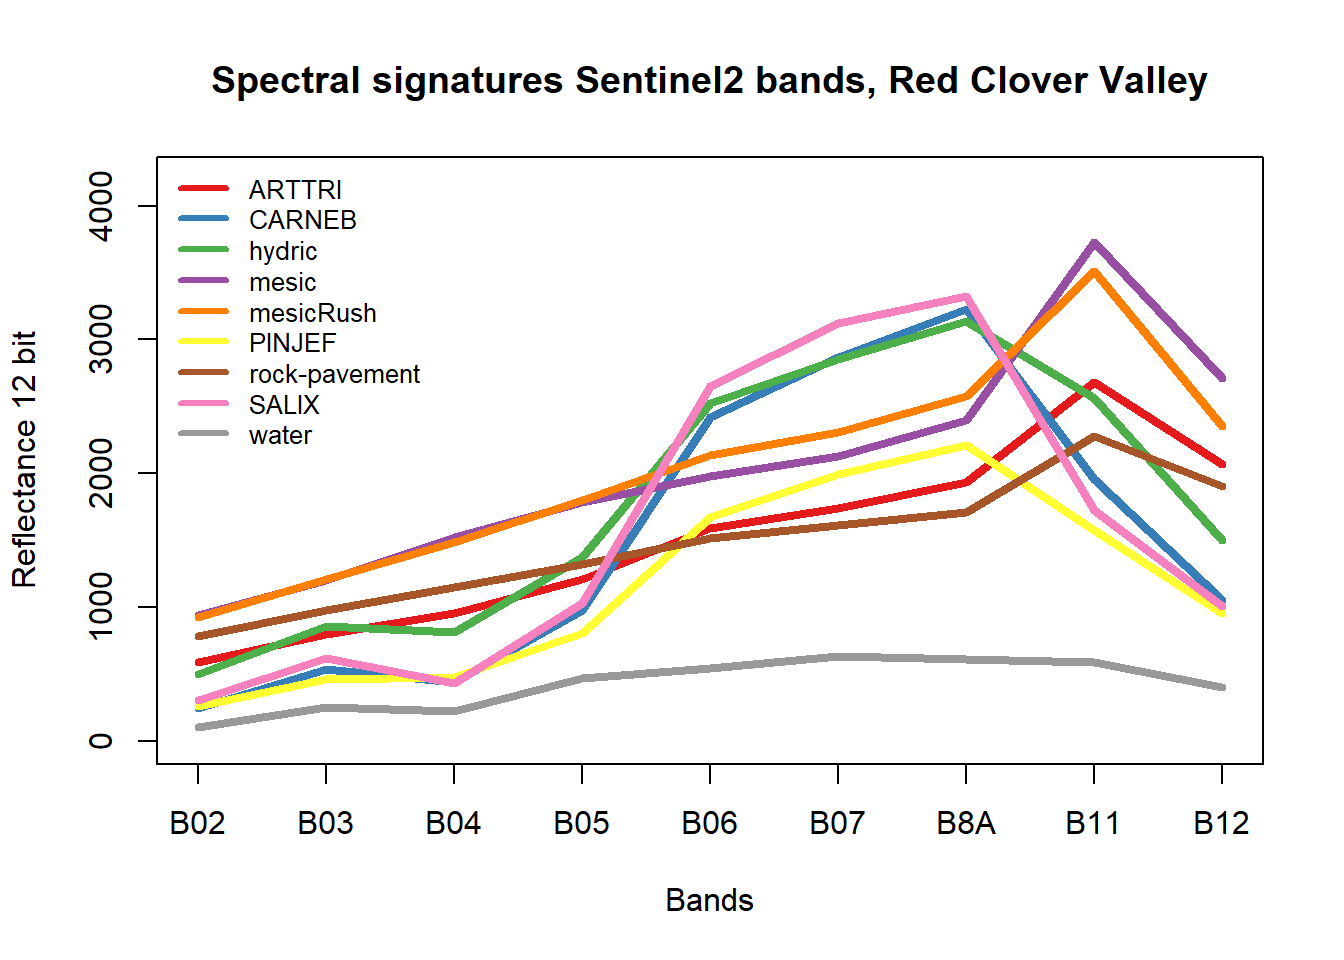 Spectral signatures Sentinel2 bands, Red Clover Valley
Reflectance 12 bit
4000
3000
2000
1000
0
ARTTRI
CARNEB
hydric
mesic
mesicRush
PINJEF
rock-pavement
SALIX
water
B02 B03 B04 B05 B06 B07 B8A B11 B12
Bands